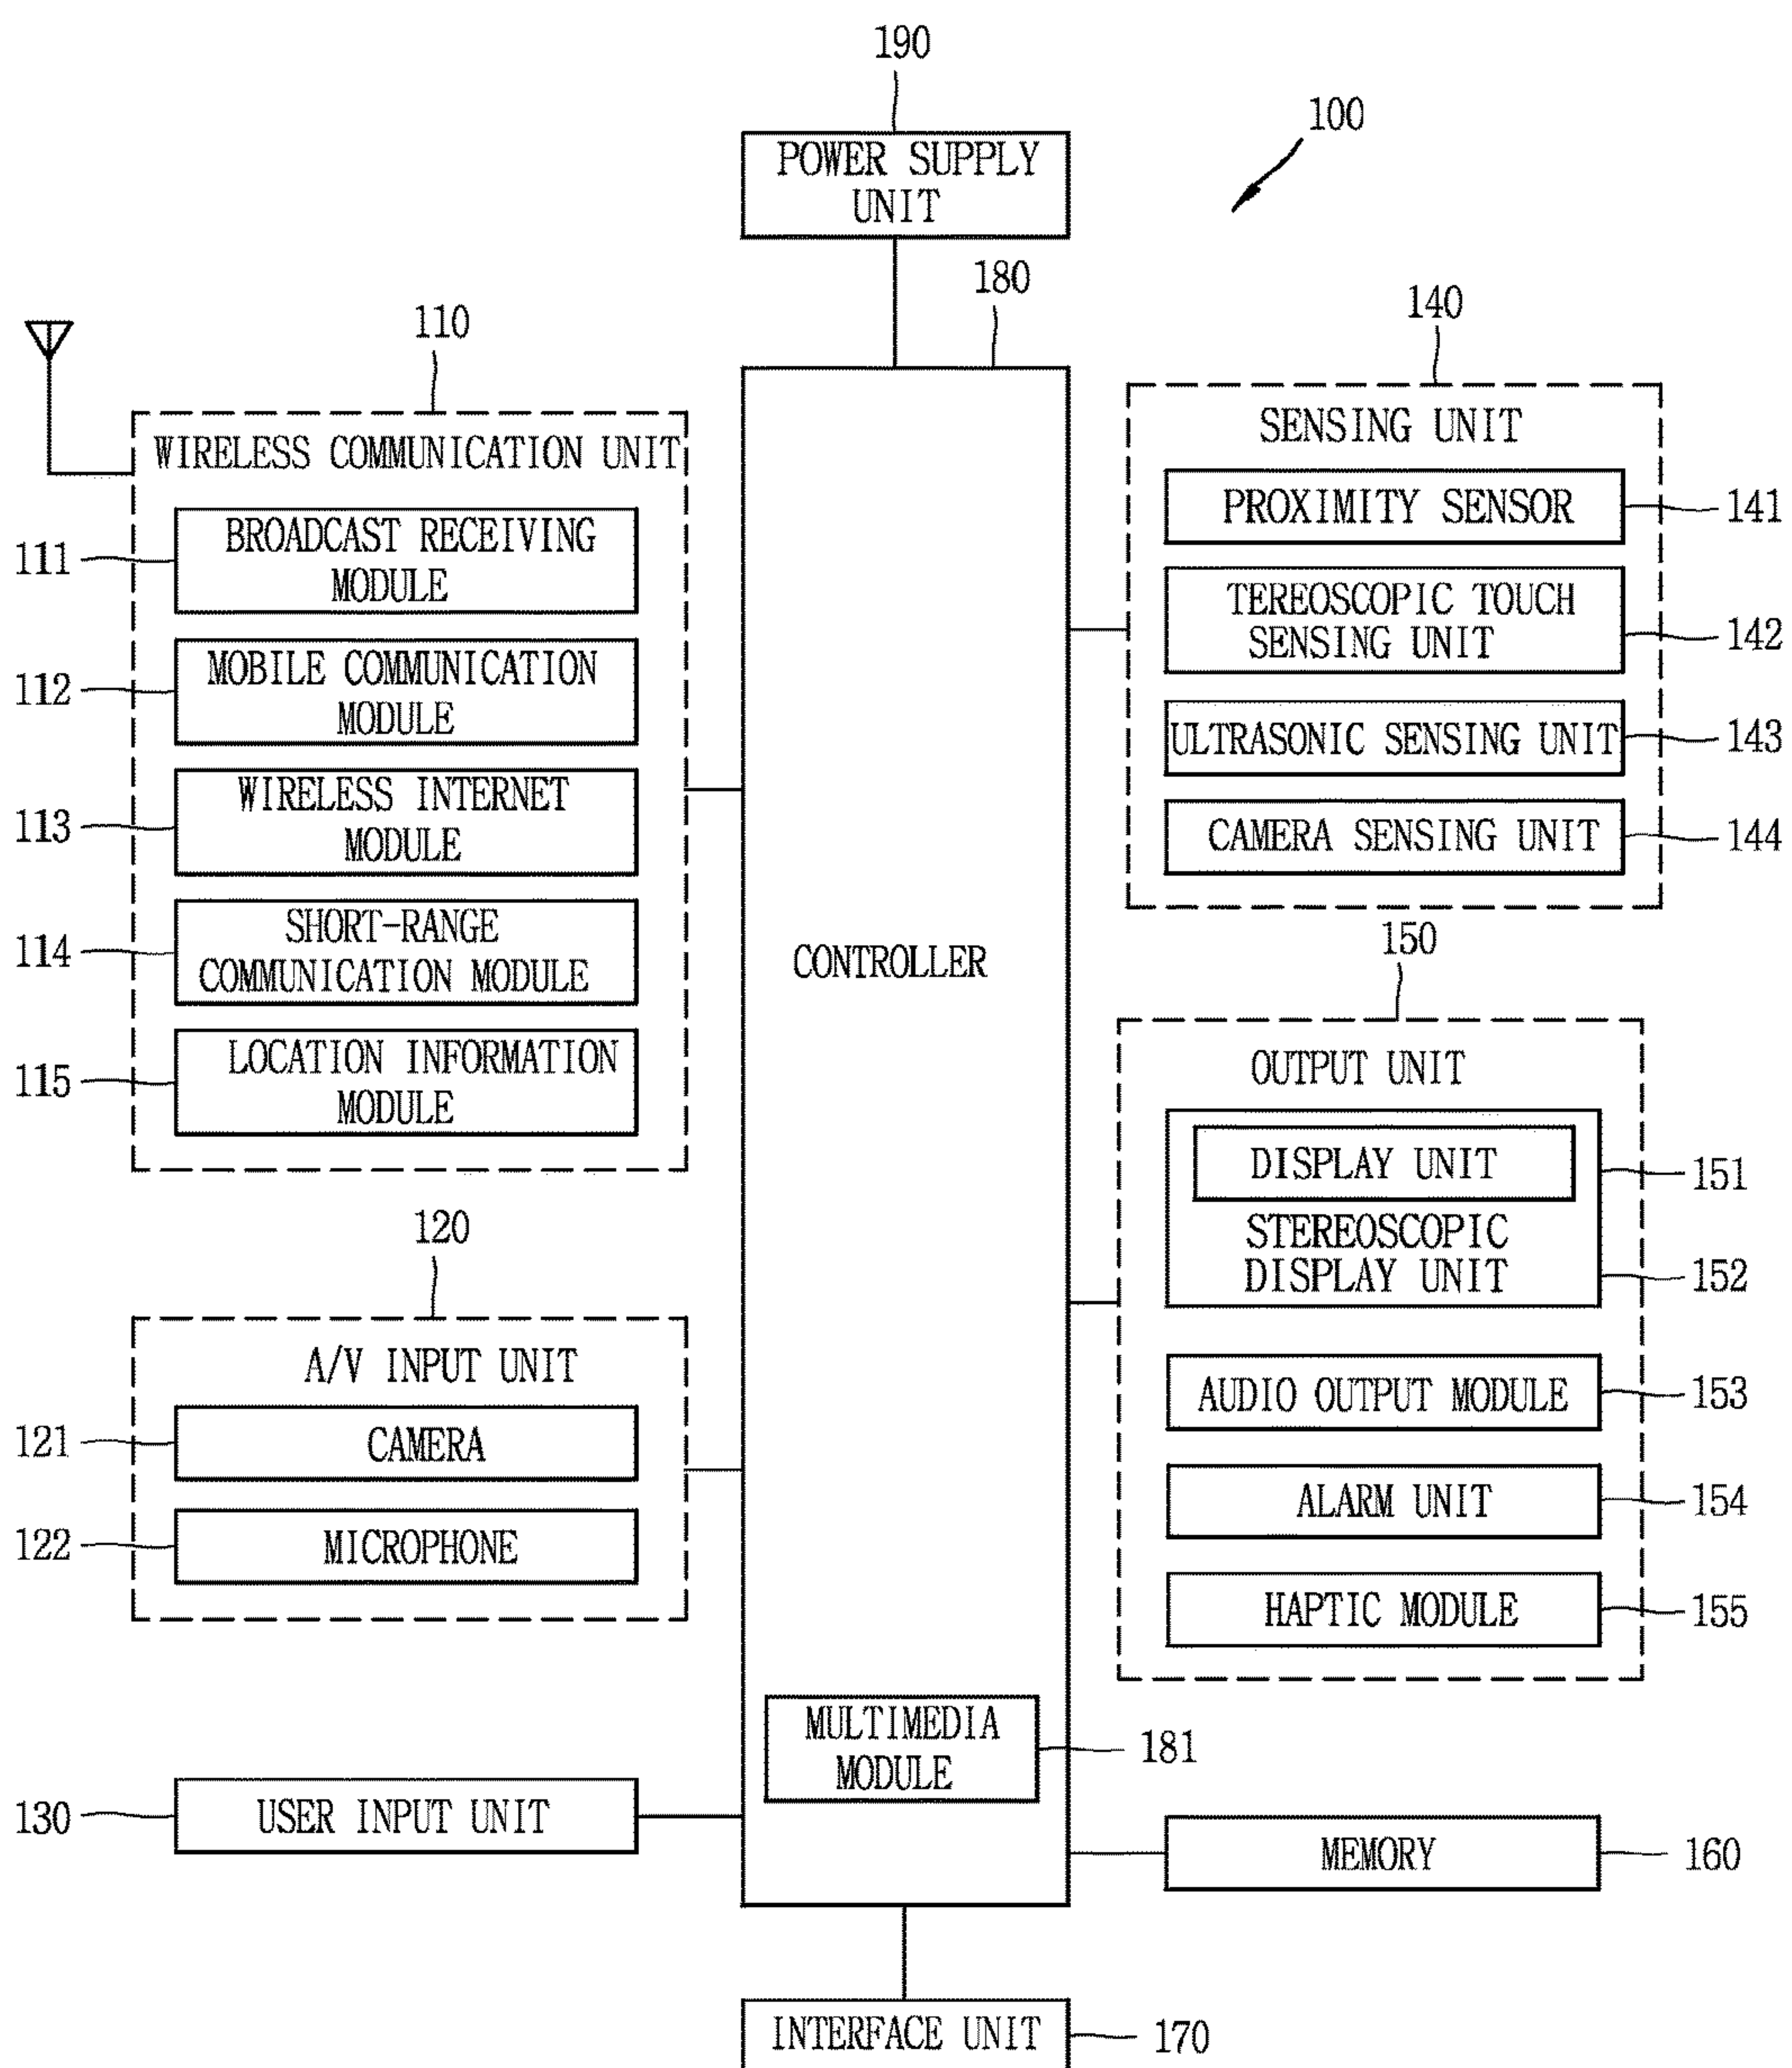 190
POWER SUPPLY
UNIT
100
180
110
WIRELESS COMMUNICATION UNIT
111
BROADCAST RECEIVING
MODULE
112
MOBILE COMMUNICATION
MODULE
113
WIRELESS INTERNET
MODULE
114
SHORT-RANGE
COMMUNICATION MODULE
115
LOCATION INFORMATION
MODULE
120
A/V INPUT UNIT
121
CAMERA
122
MICROPHONE
130
USER INPUT UNIT
CONTROLLER
MULTIMEDIA
MODULE
181
140
SENSING UNIT
PROXIMITY SENSOR
141
TEREOSCOPIC TOUCH
SENSING UNIT
142
ULTRASONIC SENSING UNIT
143
CAMERA SENSING UNIT
144
150
OUTPUT UNIT
DISPLAY UNIT
151
STEREOSCOPIC
DISPLAY UNIT
152
AUDIO OUTPUT MODULE
153
ALARM UNIT
154
HAPTIC MODULE
155
MEMORY
160
INTERFACE UNIT
170